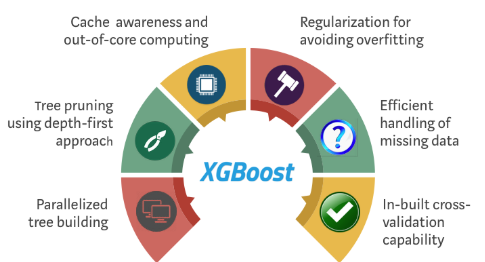 Cache awareness and
out-of-core computing
Regularization for
avoiding overfitting
Tree pruning
using depth-first
approach
Efficient
handling of
missing data
XGBoost
Parallelized
tree building
In-built cross-
validation
capability